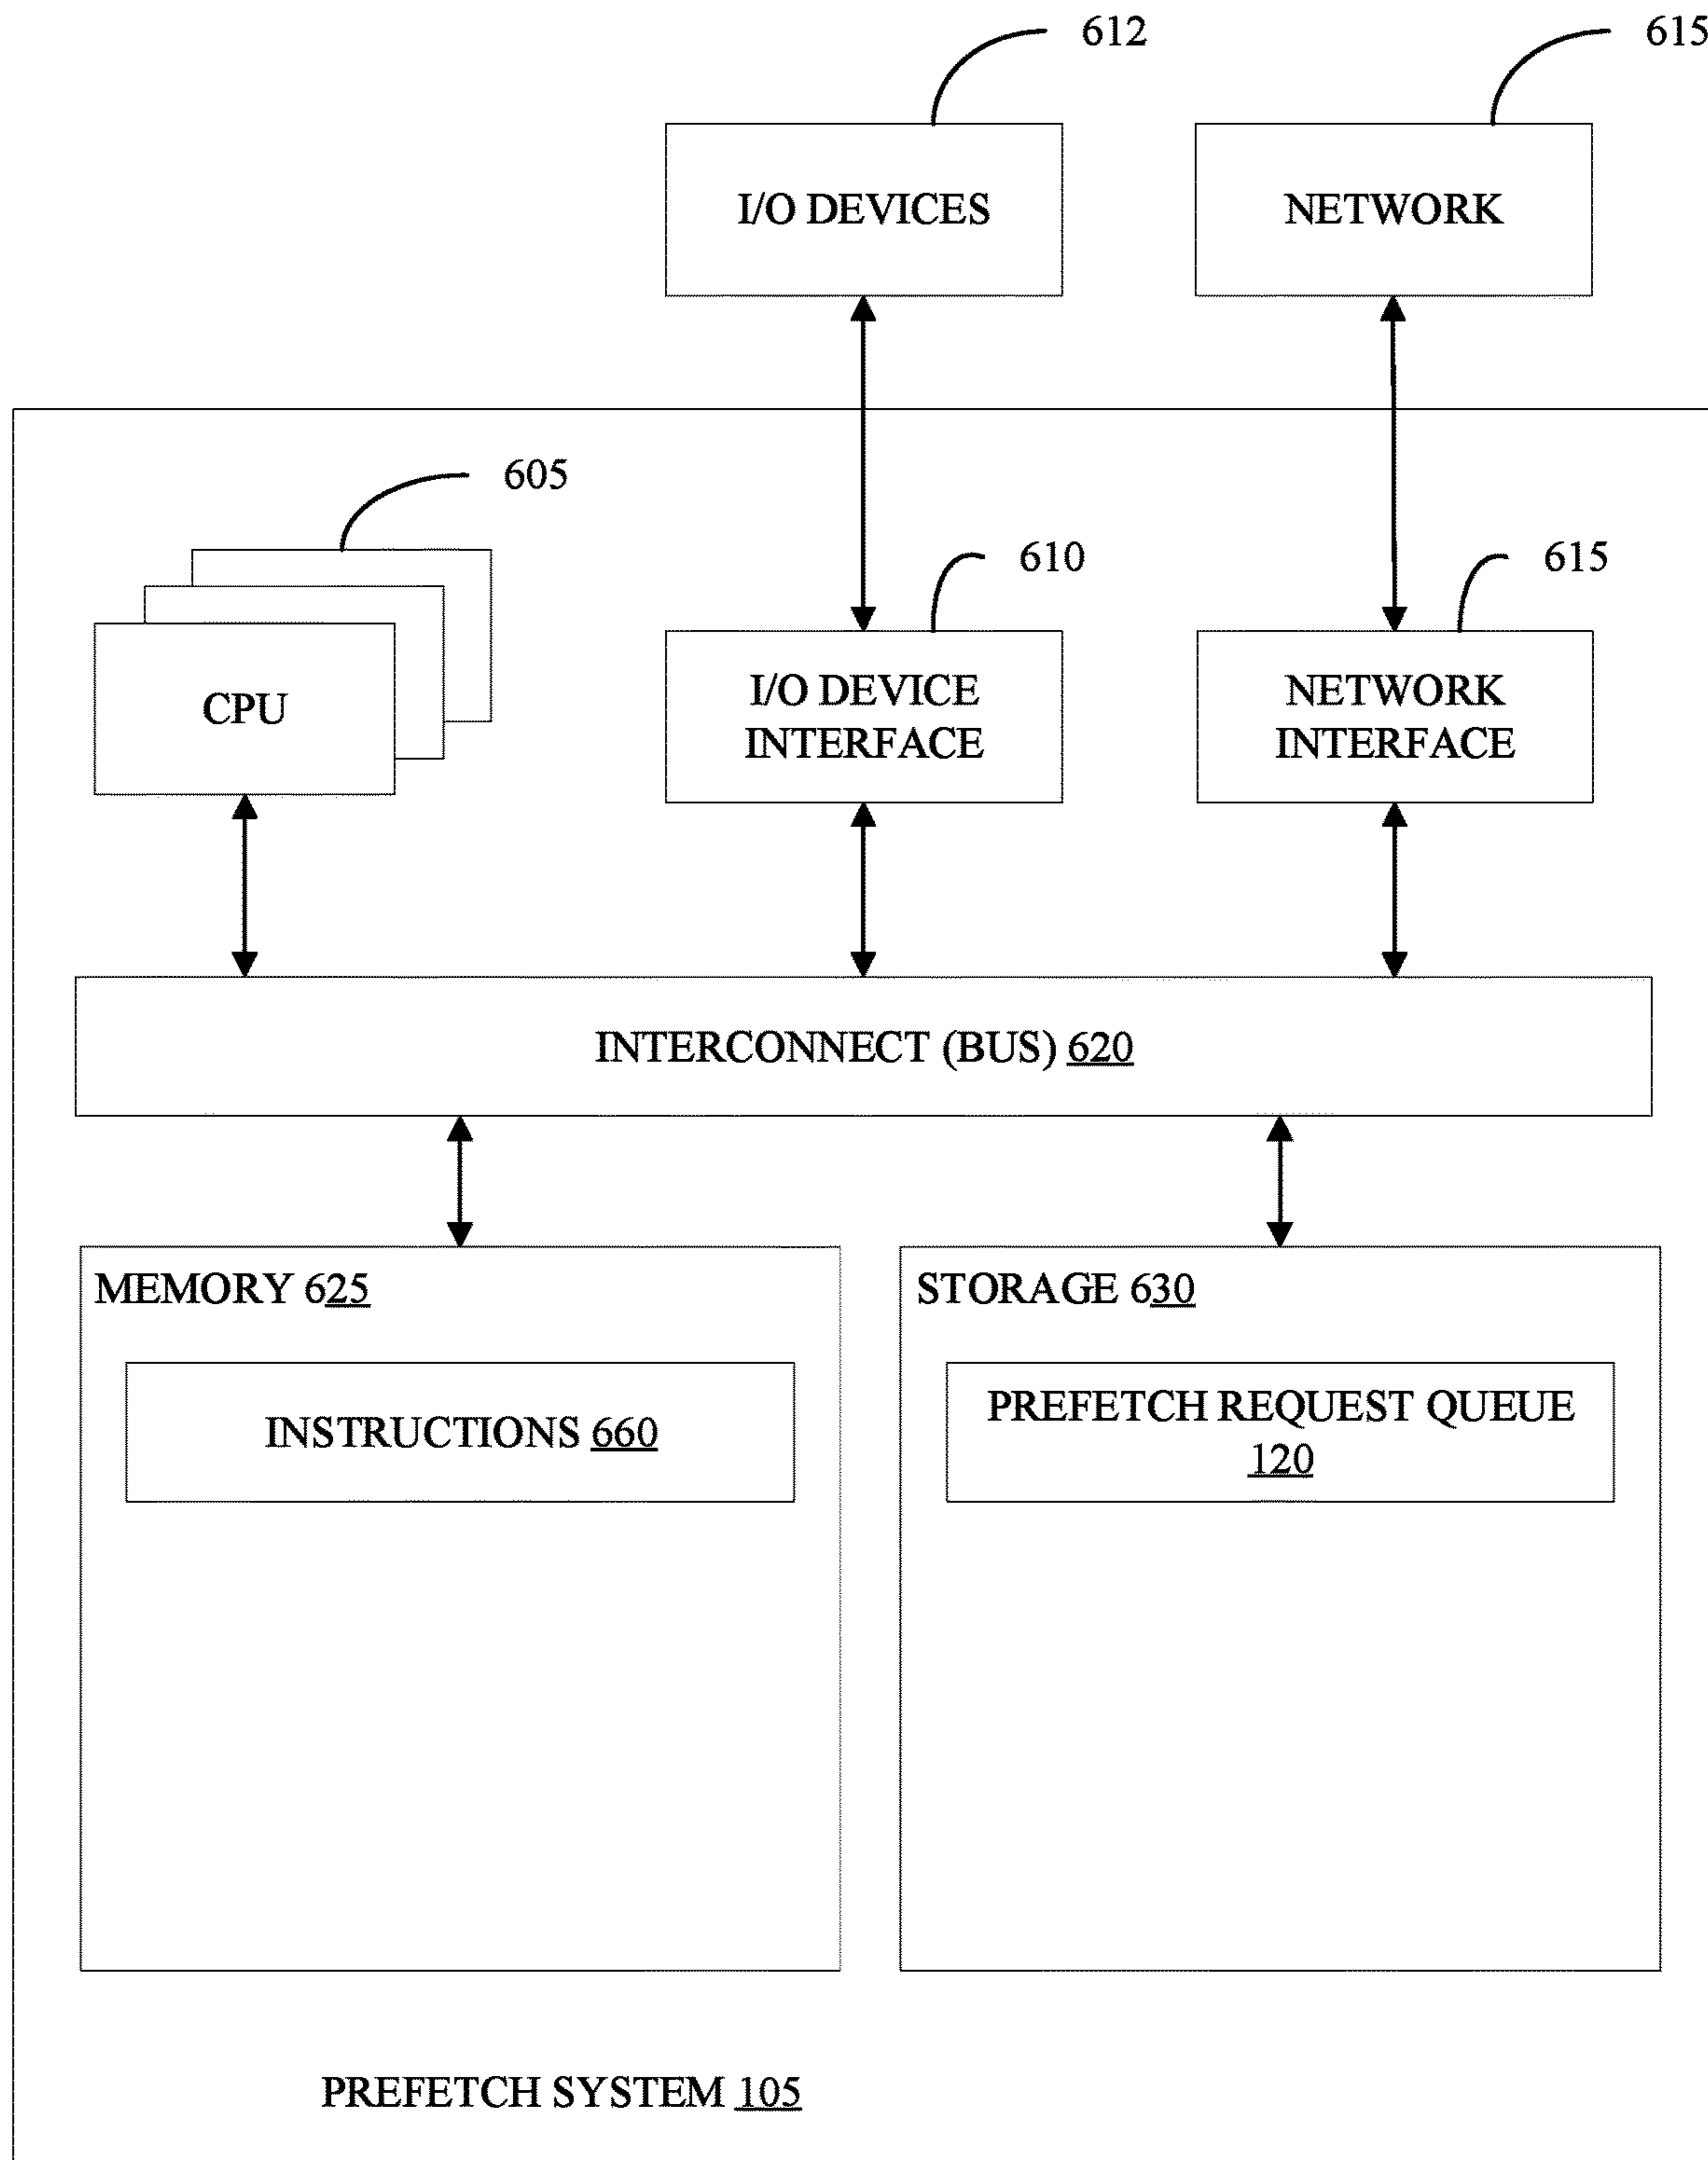 612
615
I/O DEVICES
NETWORK
605
610
615
CPU
I/O DEVICE
INTERFACE
NETWORK
INTERFACE
INTERCONNECT (BUS) 620
MEMORY 625
STORAGE 630
INSTRUCTIONS 660
PREFETCH REQUEST QUEUE
120
PREFETCH SYSTEM 105